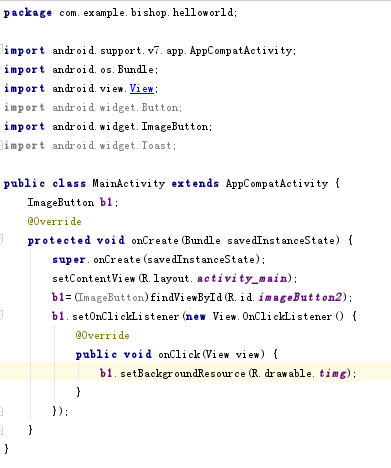 package com.example.bishop.helloworld;
import android.support.v7.app.AppCompatActivity;
import android.os.Bundle;
import android.view.View;
import android.widget.Button;
import android.widget.ImageButton;
import android.widget.Toast;
public class MainActivity extends AppCompatActivity {
ImageButton b1;
@Override
protected void onCreate(Bundle savedInstanceState) {
super.onCreate(savedInstanceState);
setContentView(R.layout.activity_main);
b1=(ImageButton)findViewById(R.id.imageButton2);
b1.setOnClickListener(new View.OnClickListener() {
@Override
public void onClick(View view) {
b1.setBackgroundResource(R.drawable.timg);
}
});
}
}